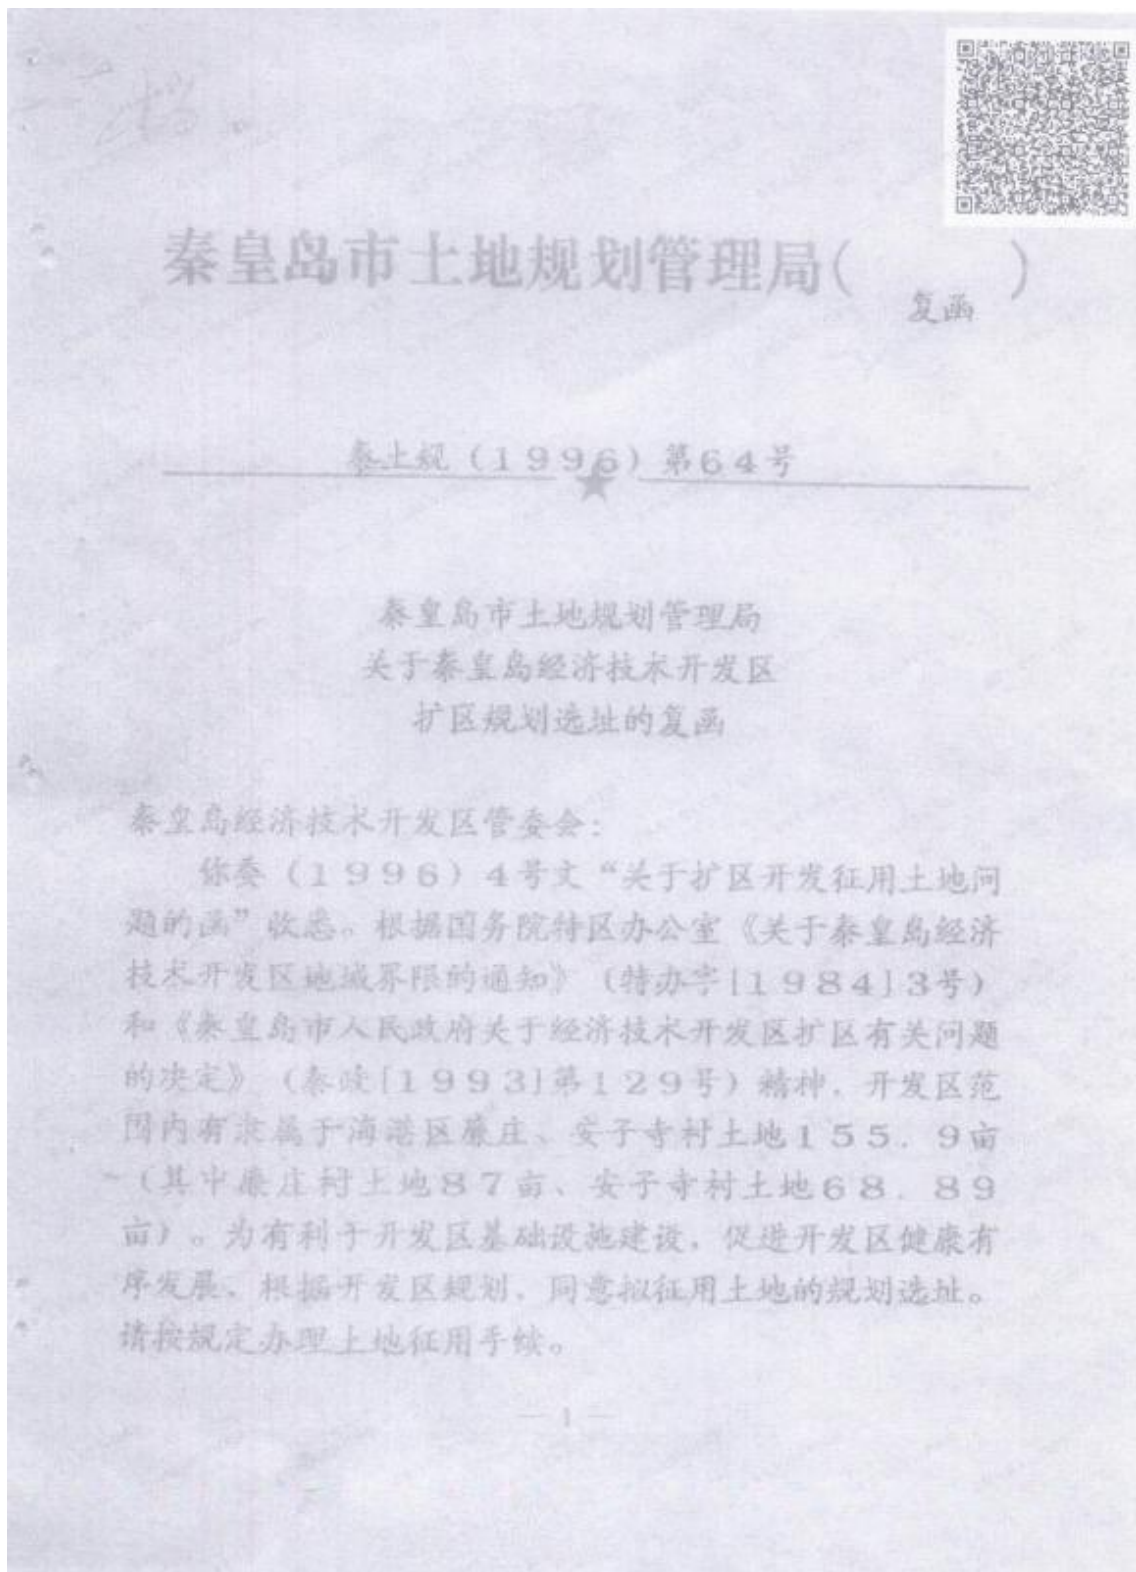 秦皇岛市土地规划管理局(复函)
秦土规(1996)第64号
秦皇岛市土地规划管理局
关于秦皇岛经济技术开发区
扩区规划选址的复函
秦皇岛经济技术开发区管委会：
你委(1996)4号文“关于扩区开发征用土地问
题的函”收悉。根据国务院特区办公室《关于秦皇岛经济
技术开发区地域界限的通知》(特办字[1984]3号)
和《秦皇岛市人民政府关于经济技术开发区扩区有关问题
的决定》(秦政[1993]第129号)精神，开发区范
围内有隶属于海港区廉庄、安子寺村土地155．9亩
(其中廉庄村土地87亩、安子寺村土地68．89
亩)。为有利于开发区基础设施建设，促进开发区健康有
序发展，根据开发区规划，同意拟征用土地的规划选址。
请按规定办理土地征用手续。
— 1 —